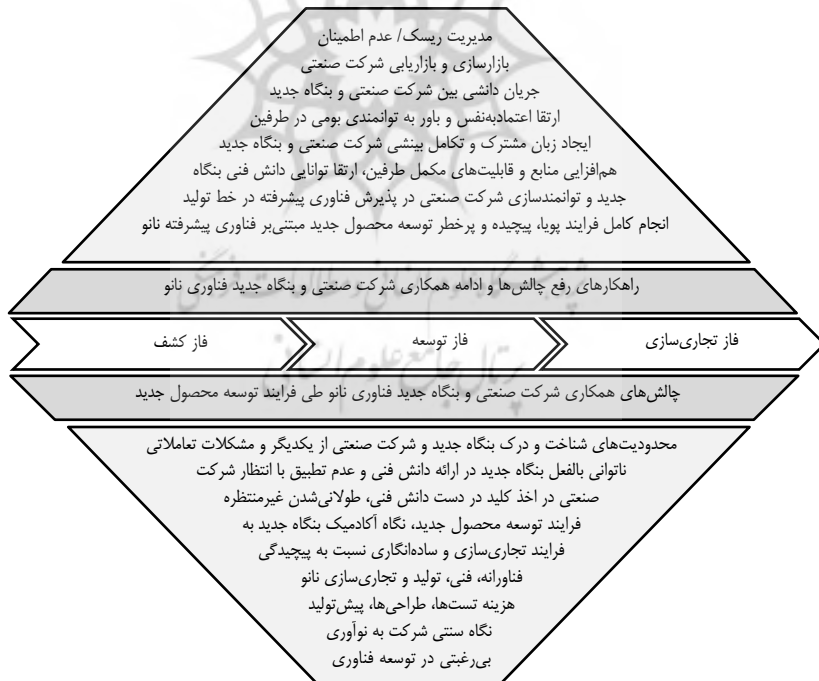 مدیریت ریسک/ عدم اطمینان
بازارسازی و بازاریابی شرکت صنعتی
جریان دانشی بین شرکت صنعتی و بنگاه جدید
ارتقا اعتمادبه‌نفس و باور به توانمندی بومی در طرفین
ایجاد زبان مشترک و تکامل بینشی شرکت صنعتی و بنگاه جدید
هم‌افزایی منابع و قابلیت‌های مکمل طرفین، ارتقا توانایی دانش فنی بنگاه
جدید و توانمندسازی شرکت صنعتی در پذیرش فناوری پیشرفته در خط تولید
انجام کامل فرایند پویا، پیچیده و پرخطر توسعه محصول جدید مبتنی‌بر فناوری پیشرفته نانو
پژوهشگاه علوم انسانی و مطالعات فرهنگی
راهکارهای رفع چالش‌ها و ادامه همکاری شرکت صنعتی و بنگاه جدید فناوری نانو
فاز کشف
فاز توسعه
فاز تجاری‌سازی
پرتال جامع علوم انسانی
چالش‌های همکاری شرکت صنعتی و بنگاه جدید فناوری نانو طی فرایند توسعه محصول جدید
محدودیت‌های شناخت و درک بنگاه جدید و شرکت صنعتی از یکدیگر و مشکلات تعاملاتی
ناتوانی بالفعل بنگاه جدید در ارائه دانش فنی و عدم تطبیق با انتظار شرکت
صنعتی در اخذ کلید در دست دانش فنی، طولانی‌شدن غیرمنتظره
فرایند توسعه محصول جدید، نگاه آکادمیک بنگاه جدید به
فرایند تجاری‌سازی و ساده‌انگاری نسبت به پیچیدگی
فناورانه، فنی، تولید و تجاری‌سازی نانو
هزینه تست‌ها، طراحی‌ها، پیش‌تولید
نگاه سنتی شرکت به نوآوری
بی‌رغبتی در توسعه فناوری